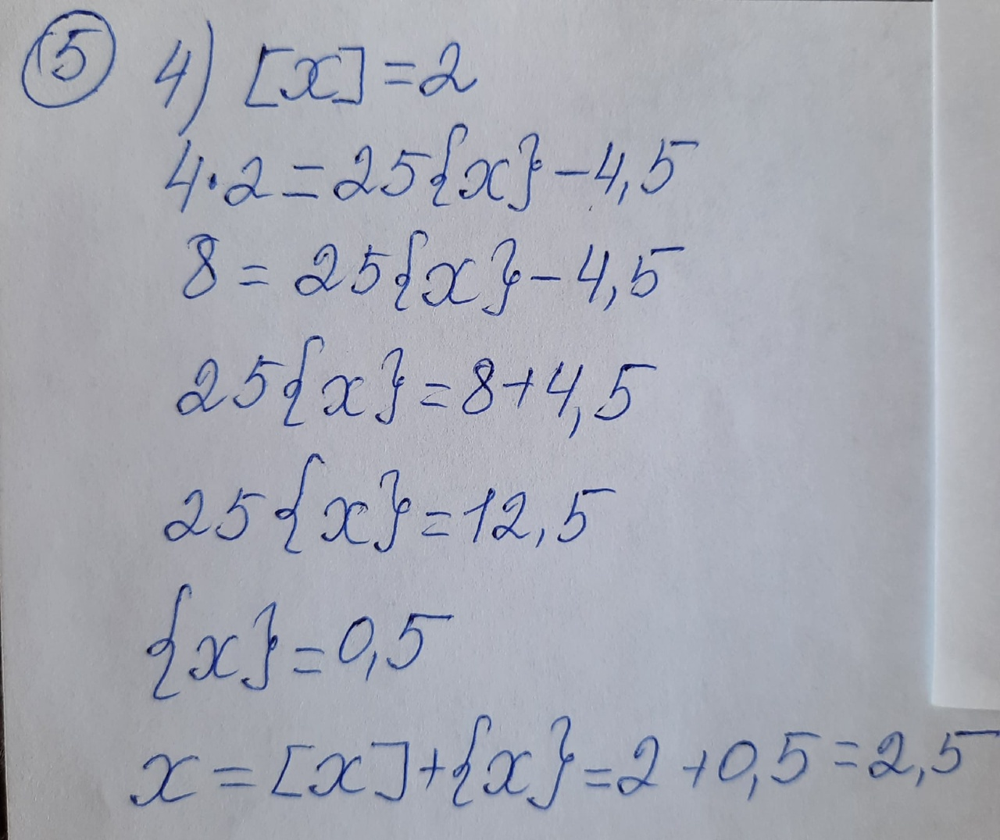 ⑤ 4) [x] = 2
4·2 = 25{x} − 4,5
8 = 25{x} − 4,5
25{x} = 8 + 4,5
25{x} = 12,5
{x} = 0,5
x = [x] + {x} = 2 + 0,5 = 2,5